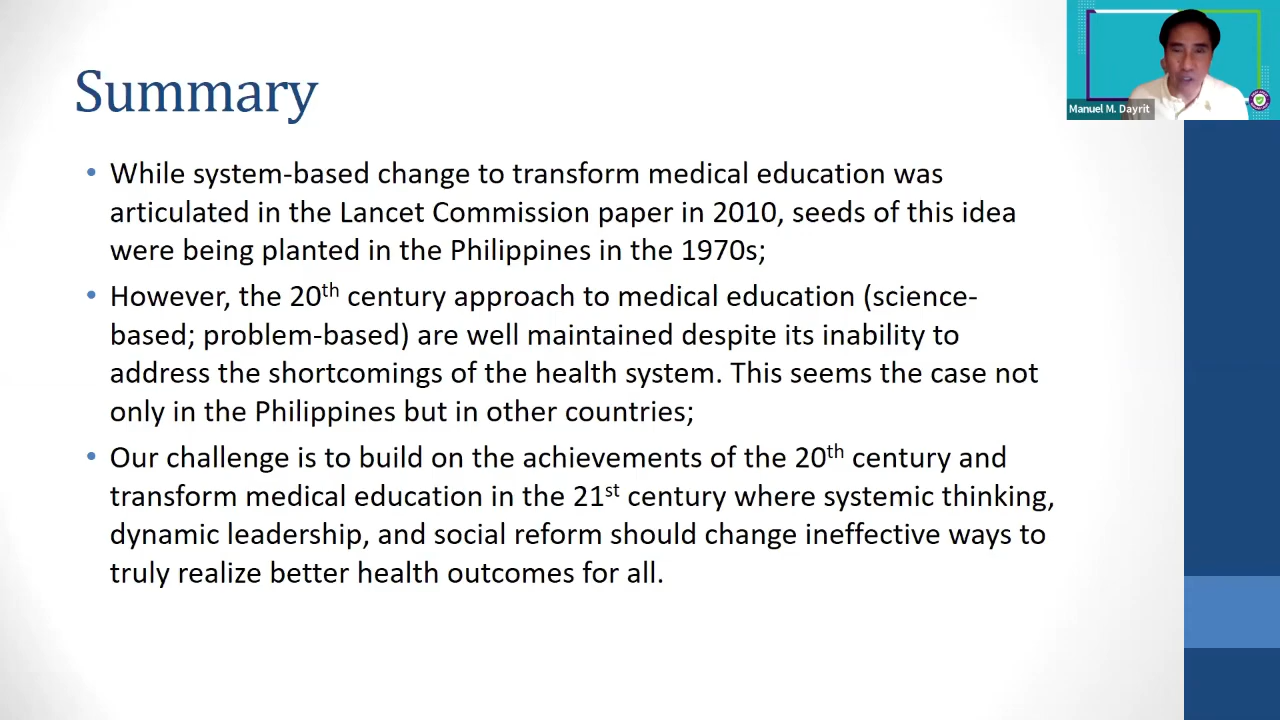 Summary
Manuel M. Dayrit
• While system-based change to transform medical education was
articulated in the Lancet Commission paper in 2010, seeds of this idea
were being planted in the Philippines in the 1970s;
• However, the 20th century approach to medical education (science-
based; problem-based) are well maintained despite its inability to
address the shortcomings of the health system. This seems the case not
only in the Philippines but in other countries;
• Our challenge is to build on the achievements of the 20th century and
transform medical education in the 21st century where systemic thinking,
dynamic leadership, and social reform should change ineffective ways to
truly realize better health outcomes for all.